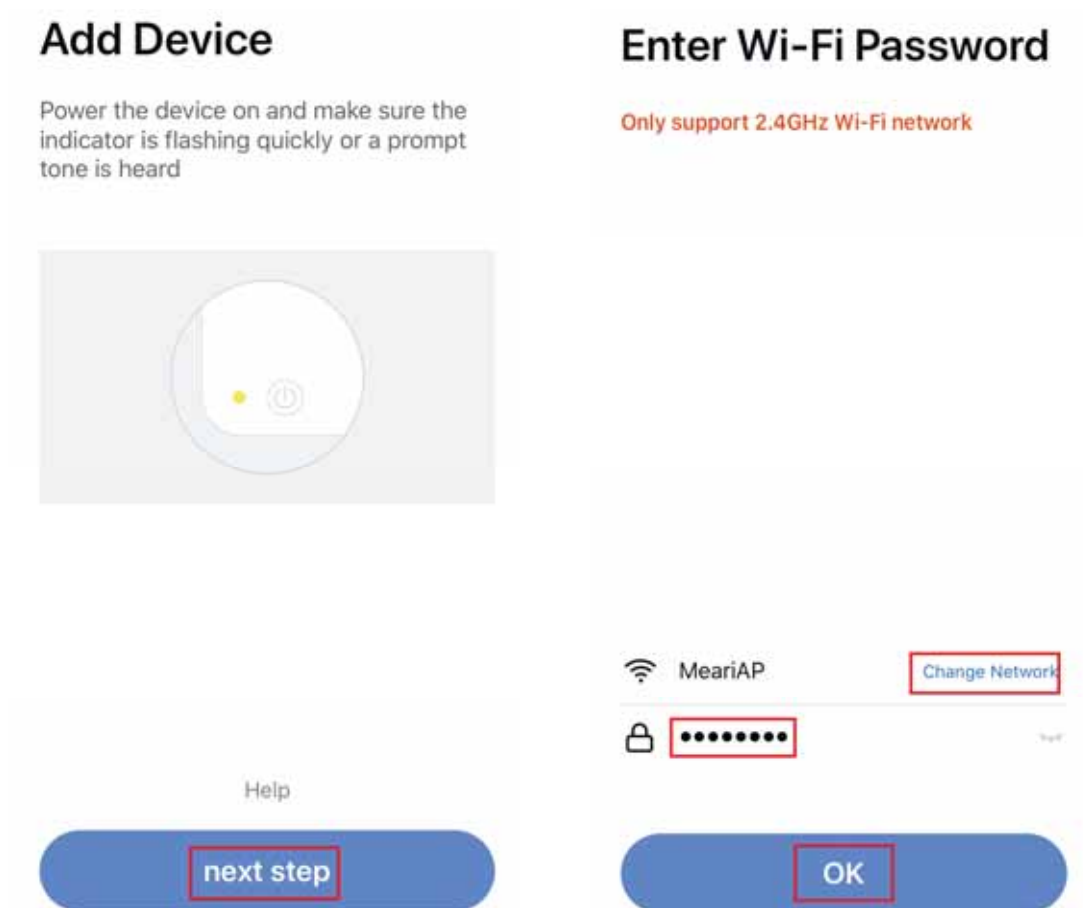 Add Device
Power the device on and make sure the
indicator is flashing quickly or a prompt
tone is heard
Help
next step
Enter Wi-Fi Password
Only support 2.4GHz Wi-Fi network
MeariAP
Change Network
••••••••
OK